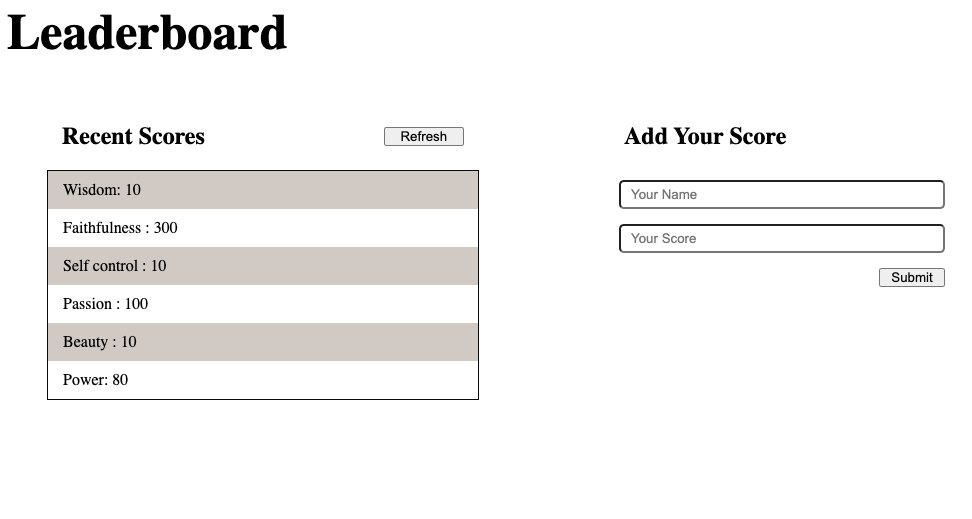 Leaderboard
Recent Scores
Refresh
Wisdom: 10
Faithfulness : 300
Self control : 10
Passion : 100
Beauty : 10
Power: 80
Add Your Score
Your Name
Your Score
Submit